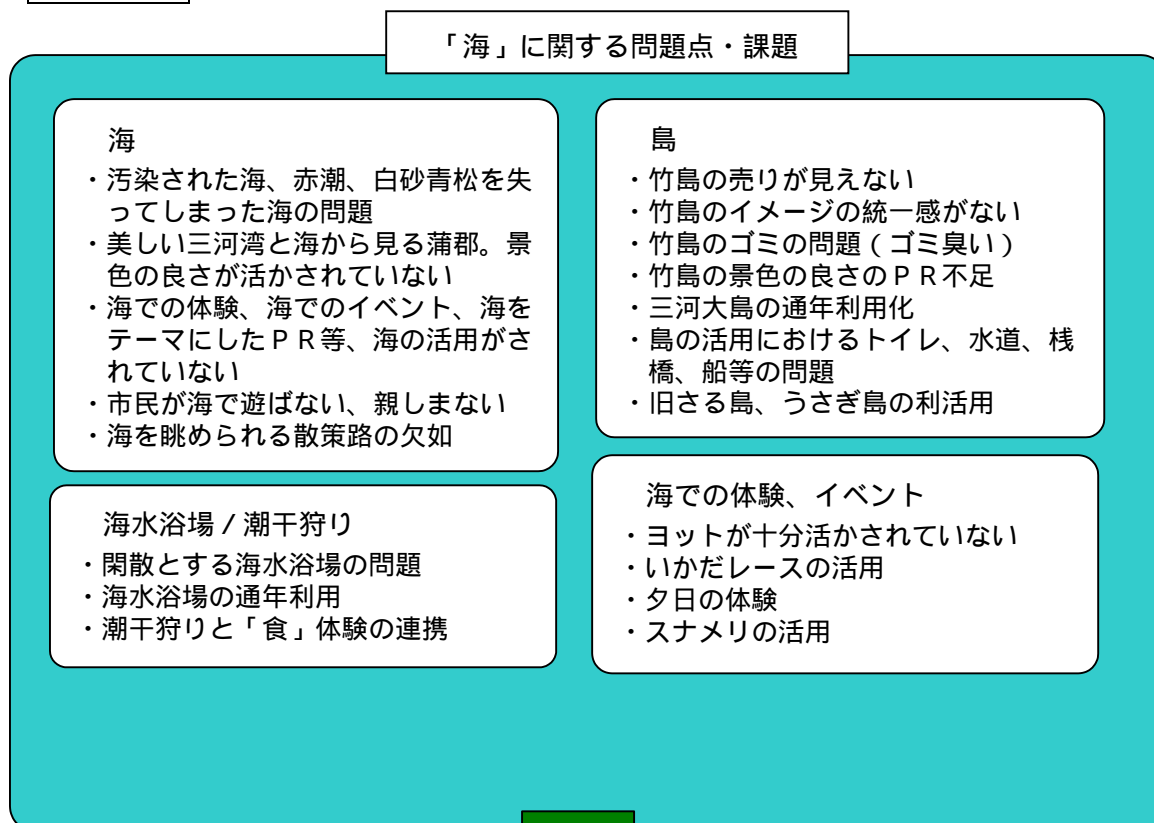 「海」に関する問題点・課題
海
・汚染された海、赤潮、白砂青松を失
ってしまった海の問題
・美しい三河湾と海から見る蒲郡。景
色の良さが活かされていない
・海での体験、海でのイベント、海を
テーマにしたＰＲ等、海の活用がさ
れていない
・市民が海で遊ばない、親しまない
・海を眺められる散策路の欠如
島
・竹島の売りが見えない
・竹島のイメージの統一感がない
・竹島のゴミの問題（ゴミ臭い）
・竹島の景色の良さのＰＲ不足
・三河大島の通年利用化
・島の活用におけるトイレ、水道、桟
橋、船等の問題
・旧さる島、うさぎ島の利活用
海水浴場／潮干狩り
・閑散とする海水浴場の問題
・海水浴場の通年利用
・潮干狩りと「食」体験の連携
海での体験、イベント
・ヨットが十分活かされていない
・いかだレースの活用
・夕日の体験
・スナメリの活用